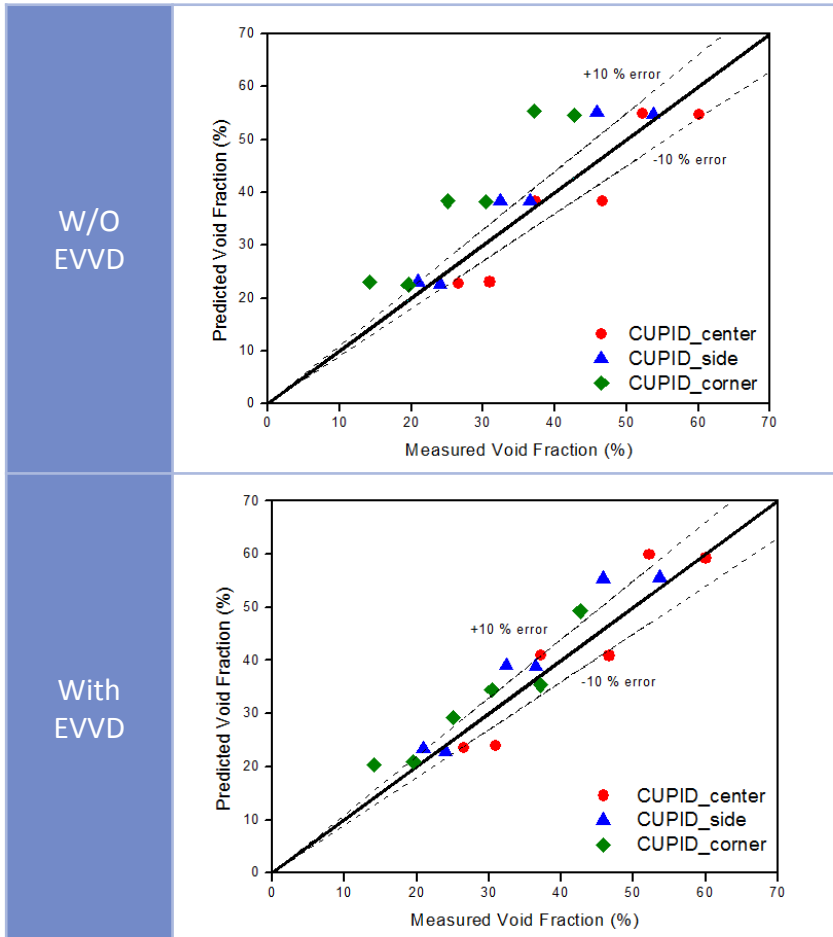 W/O
EVVD
Predicted Void Fraction (%)
70
60
50
40
30
20
10
0
+10 % error
-10 % error
CUPID_center
CUPID_side
CUPID_corner
0 10 20 30 40 50 60 70
Measured Void Fraction (%)
With
EVVD
Predicted Void Fraction (%)
70
60
50
40
30
20
10
0
+10 % error
-10 % error
CUPID_center
CUPID_side
CUPID_corner
0 10 20 30 40 50 60 70
Measured Void Fraction (%)